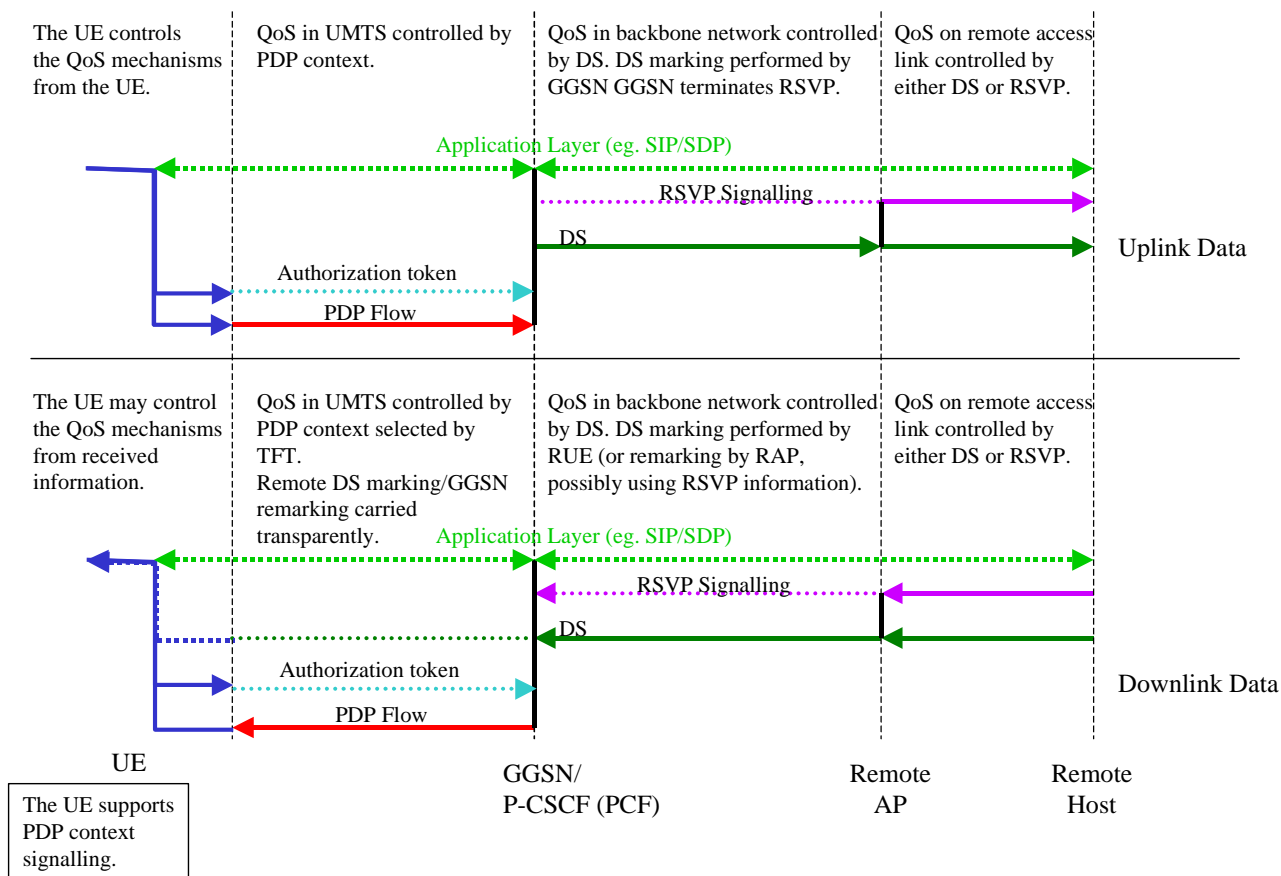 The UE controls
the QoS mechanisms
from the UE.
QoS in UMTS controlled by
PDP context.
QoS in backbone network controlled
by DS. DS marking performed by
GGSN GGSN terminates RSVP.
QoS on remote access
link controlled by
either DS or RSVP.
Application Layer (eg. SIP/SDP)
RSVP Signalling
DS
Uplink Data
Authorization token
PDP Flow
The UE may control
the QoS mechanisms
from received
information.
QoS in UMTS controlled by
PDP context selected by
TFT.
Remote DS marking/GGSN
remarking carried
transparently.
QoS in backbone network controlled
by DS. DS marking performed by
RUE (or remarking by RAP,
possibly using RSVP information).
QoS on remote access
link controlled by
either DS or RSVP.
Application Layer (eg. SIP/SDP)
RSVP Signalling
DS
Authorization token
Downlink Data
PDP Flow
UE
GGSN/
P-CSCF (PCF)
Remote
AP
Remote
Host
The UE supports
PDP context
signalling.